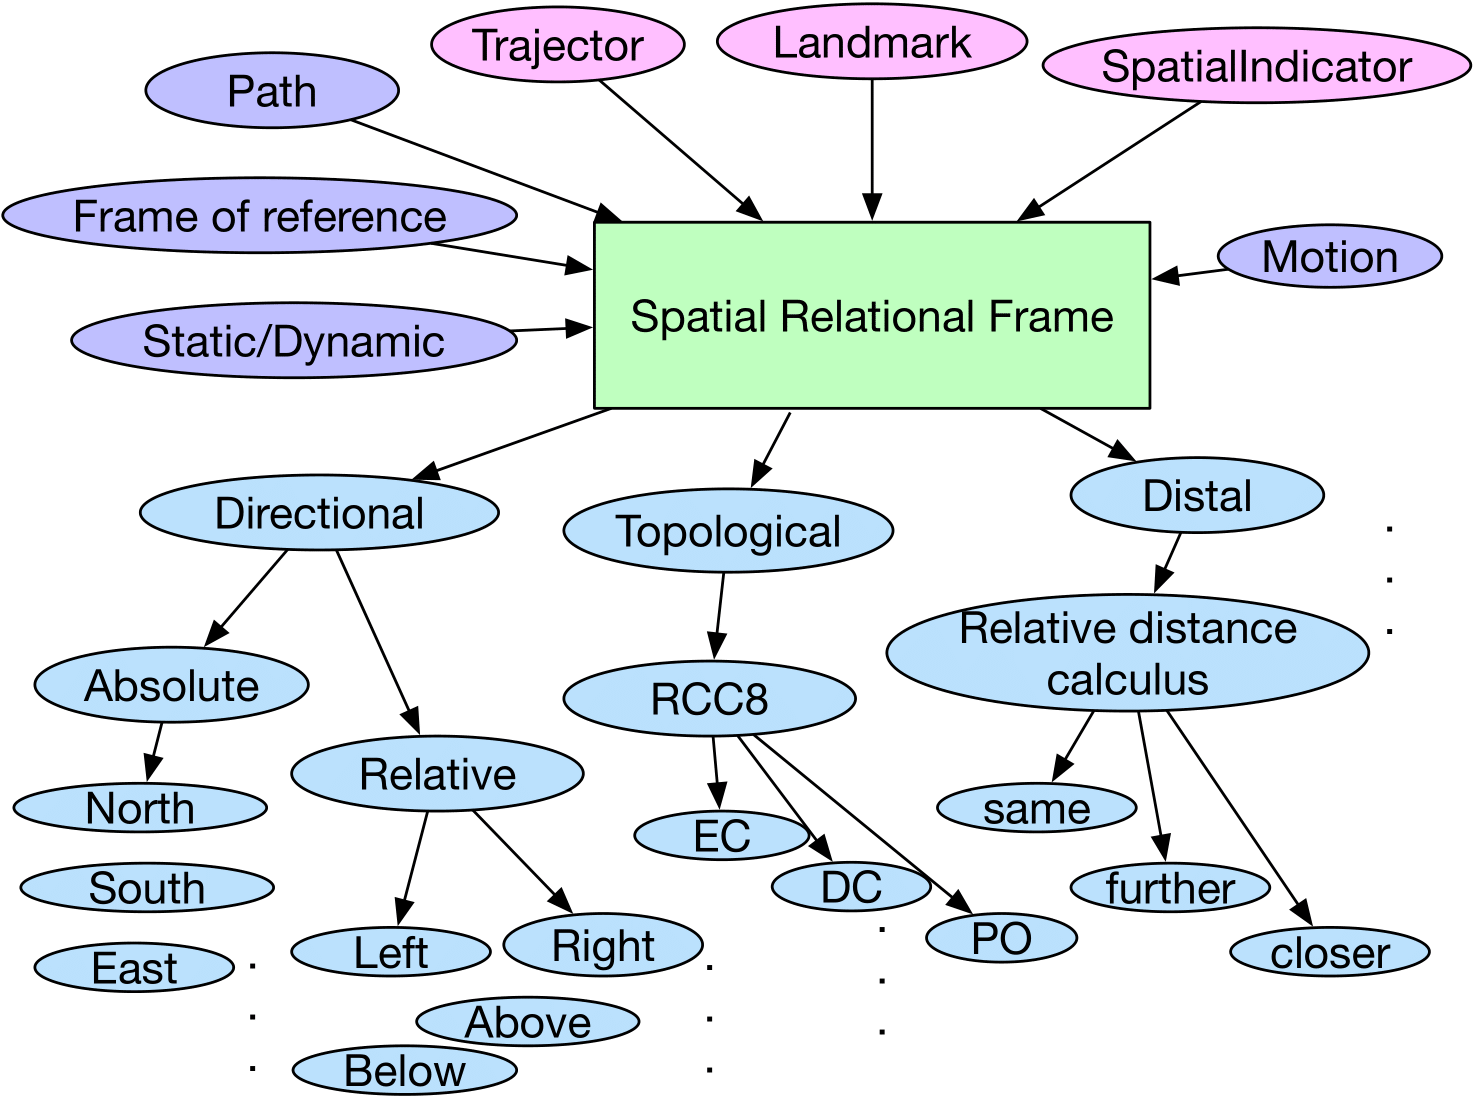 Trajector
Landmark
SpatialIndicator
Path
Frame of reference
Motion
Static/Dynamic
Spatial Relational Frame
Directional
Topological
Distal
Absolute
Relative
RCC8
Relative distance
calculus
North
South
East
Left
Right
Above
Below
EC
DC
PO
same
further
closer